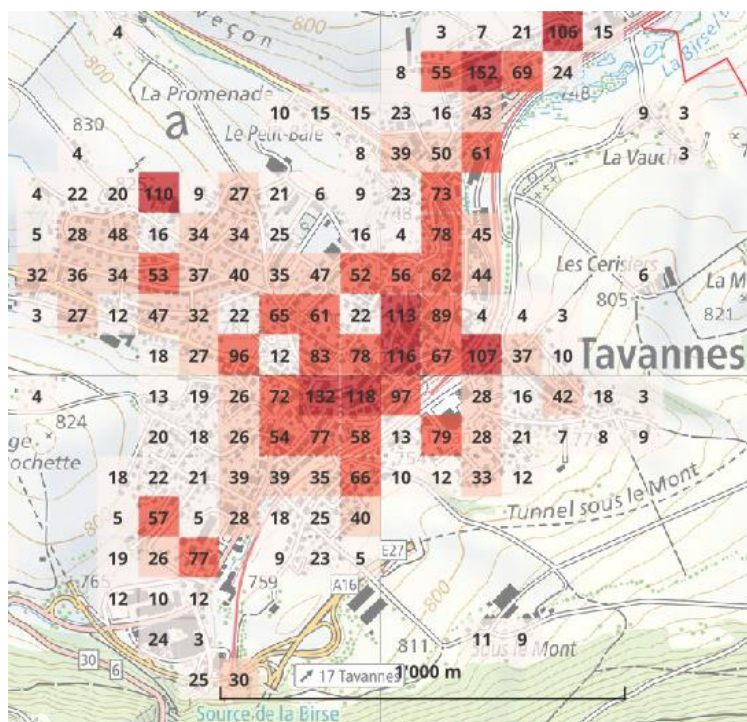 4 3 7 21 106 15
veçon 800
8 55 152 69 24
La Promenade 748
a 10 15 15 23 16 43 9 3
830 Le Petit-Bâle
4 8 39 50 61 La Vauche 3
4 22 20 110 9 27 21 6 9 23 73
5 28 48 16 34 34 25 16 4 78 45
Les Cerisiers 6
32 36 34 53 37 40 35 47 52 56 62 44
805 La M
3 27 12 47 32 22 65 61 22 113 89 4 4 3 821
18 27 96 12 83 78 116 67 107 37 10 Tavannes
4 13 19 26 72 132 118 97 28 16 42 18 3
824
20 18 26 54 77 58 13 79 28 21 7 8 9
ochette
18 22 21 39 39 35 66 10 12 33 12
Tunnel sous le Mont
5 57 5 28 18 25 40
19 26 77 9 23 5 E27
765 759 A16 800
12 10 12
24 3 811 11 9
30 6 Sous le Mont
25 30 17 Tavannes 1'000 m
Source de la Birse